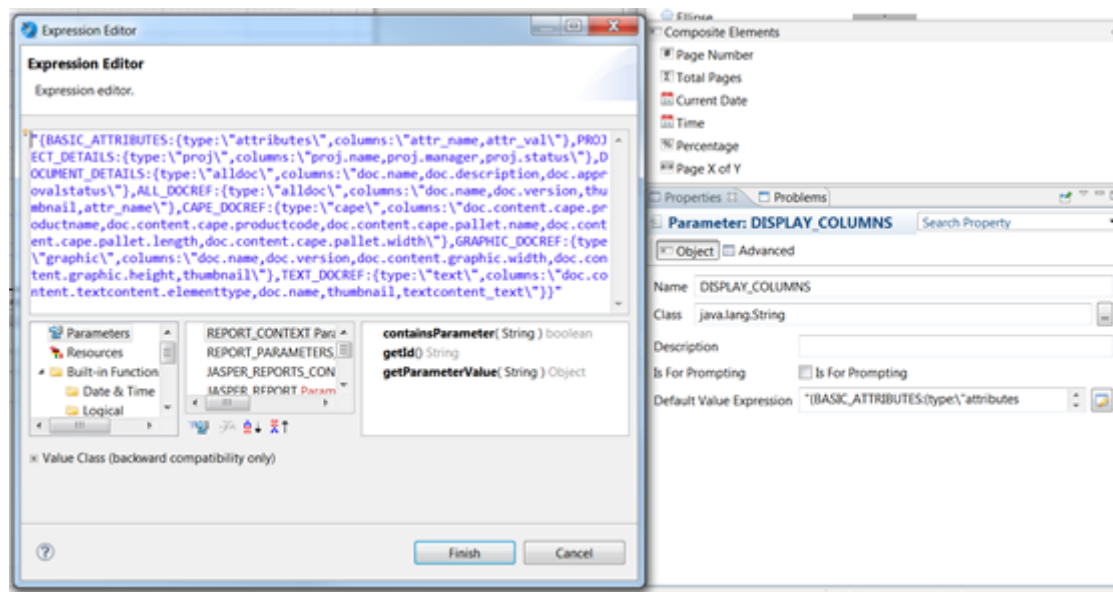 Expression Editor
Expression Editor
Expression editor.
"{BASIC_ATTRIBUTES:{type:\"attributes\",columns:\"attr_name,attr_val\"},PROJ
ECT_DETAILS:{type:\"proj\",columns:\"proj.name,proj.manager,proj.status\"},D
OCUMENT_DETAILS:{type:\"alldoc\",columns:\"doc.name,doc.description,doc.appr
ovalstatus\"},ALL_DOCREF:{type:\"alldoc\",columns:\"doc.name,doc.version,thu
mbnail,attr_name\"},CAPE_DOCREF:{type:\"cape\",columns:\"doc.content.cape.pr
oductname,doc.content.cape.productcode,doc.content.cape.pallet.name,doc.cont
ent.cape.pallet.length,doc.content.cape.pallet.width\"},GRAPHIC_DOCREF:{type
:\"graphic\",columns:\"doc.name,doc.version,doc.content.graphic.width,doc.con
tent.graphic.height,thumbnail\"},TEXT_DOCREF:{type:\"text\",columns:\"doc.co
ntent.textcontent.elementtype,doc.name,thumbnail,textcontent_text\"}}"
Parameters
Resources
Built-in Function
Date & Time
Logical
REPORT_CONTEXT Para
REPORT_PARAMETERS
JASPER_REPORTS_CON
JASPER_REPORT Param
containsParameter( String ) boolean
getId() String
getParameterValue( String ) Object
Value Class (backward compatibility only)
Finish
Cancel
Ellipse
Composite Elements
Page Number
Total Pages
Current Date
Time
Percentage
Page X of Y
Properties
Problems
Parameter: DISPLAY_COLUMNS
Search Property
Object
Advanced
Name DISPLAY_COLUMNS
Class java.lang.String
Description
Is For Prompting Is For Prompting
Default Value Expression "{BASIC_ATTRIBUTES:{type:\"attributes